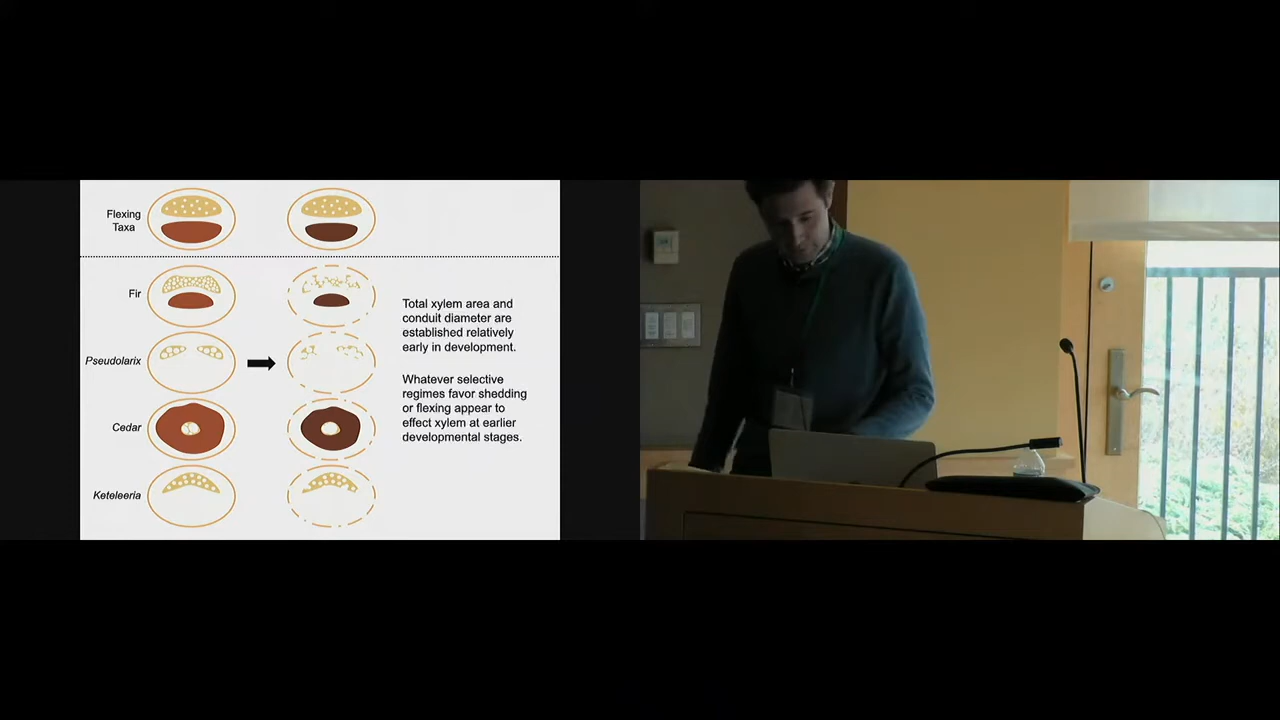 Flexing
Taxa
Fir
Pseudolarix
Cedar
Keteleeria
Total xylem area and
conduit diameter are
established relatively
early in development.
Whatever selective
regimes favor shedding
or flexing appear to
effect xylem at earlier
developmental stages.